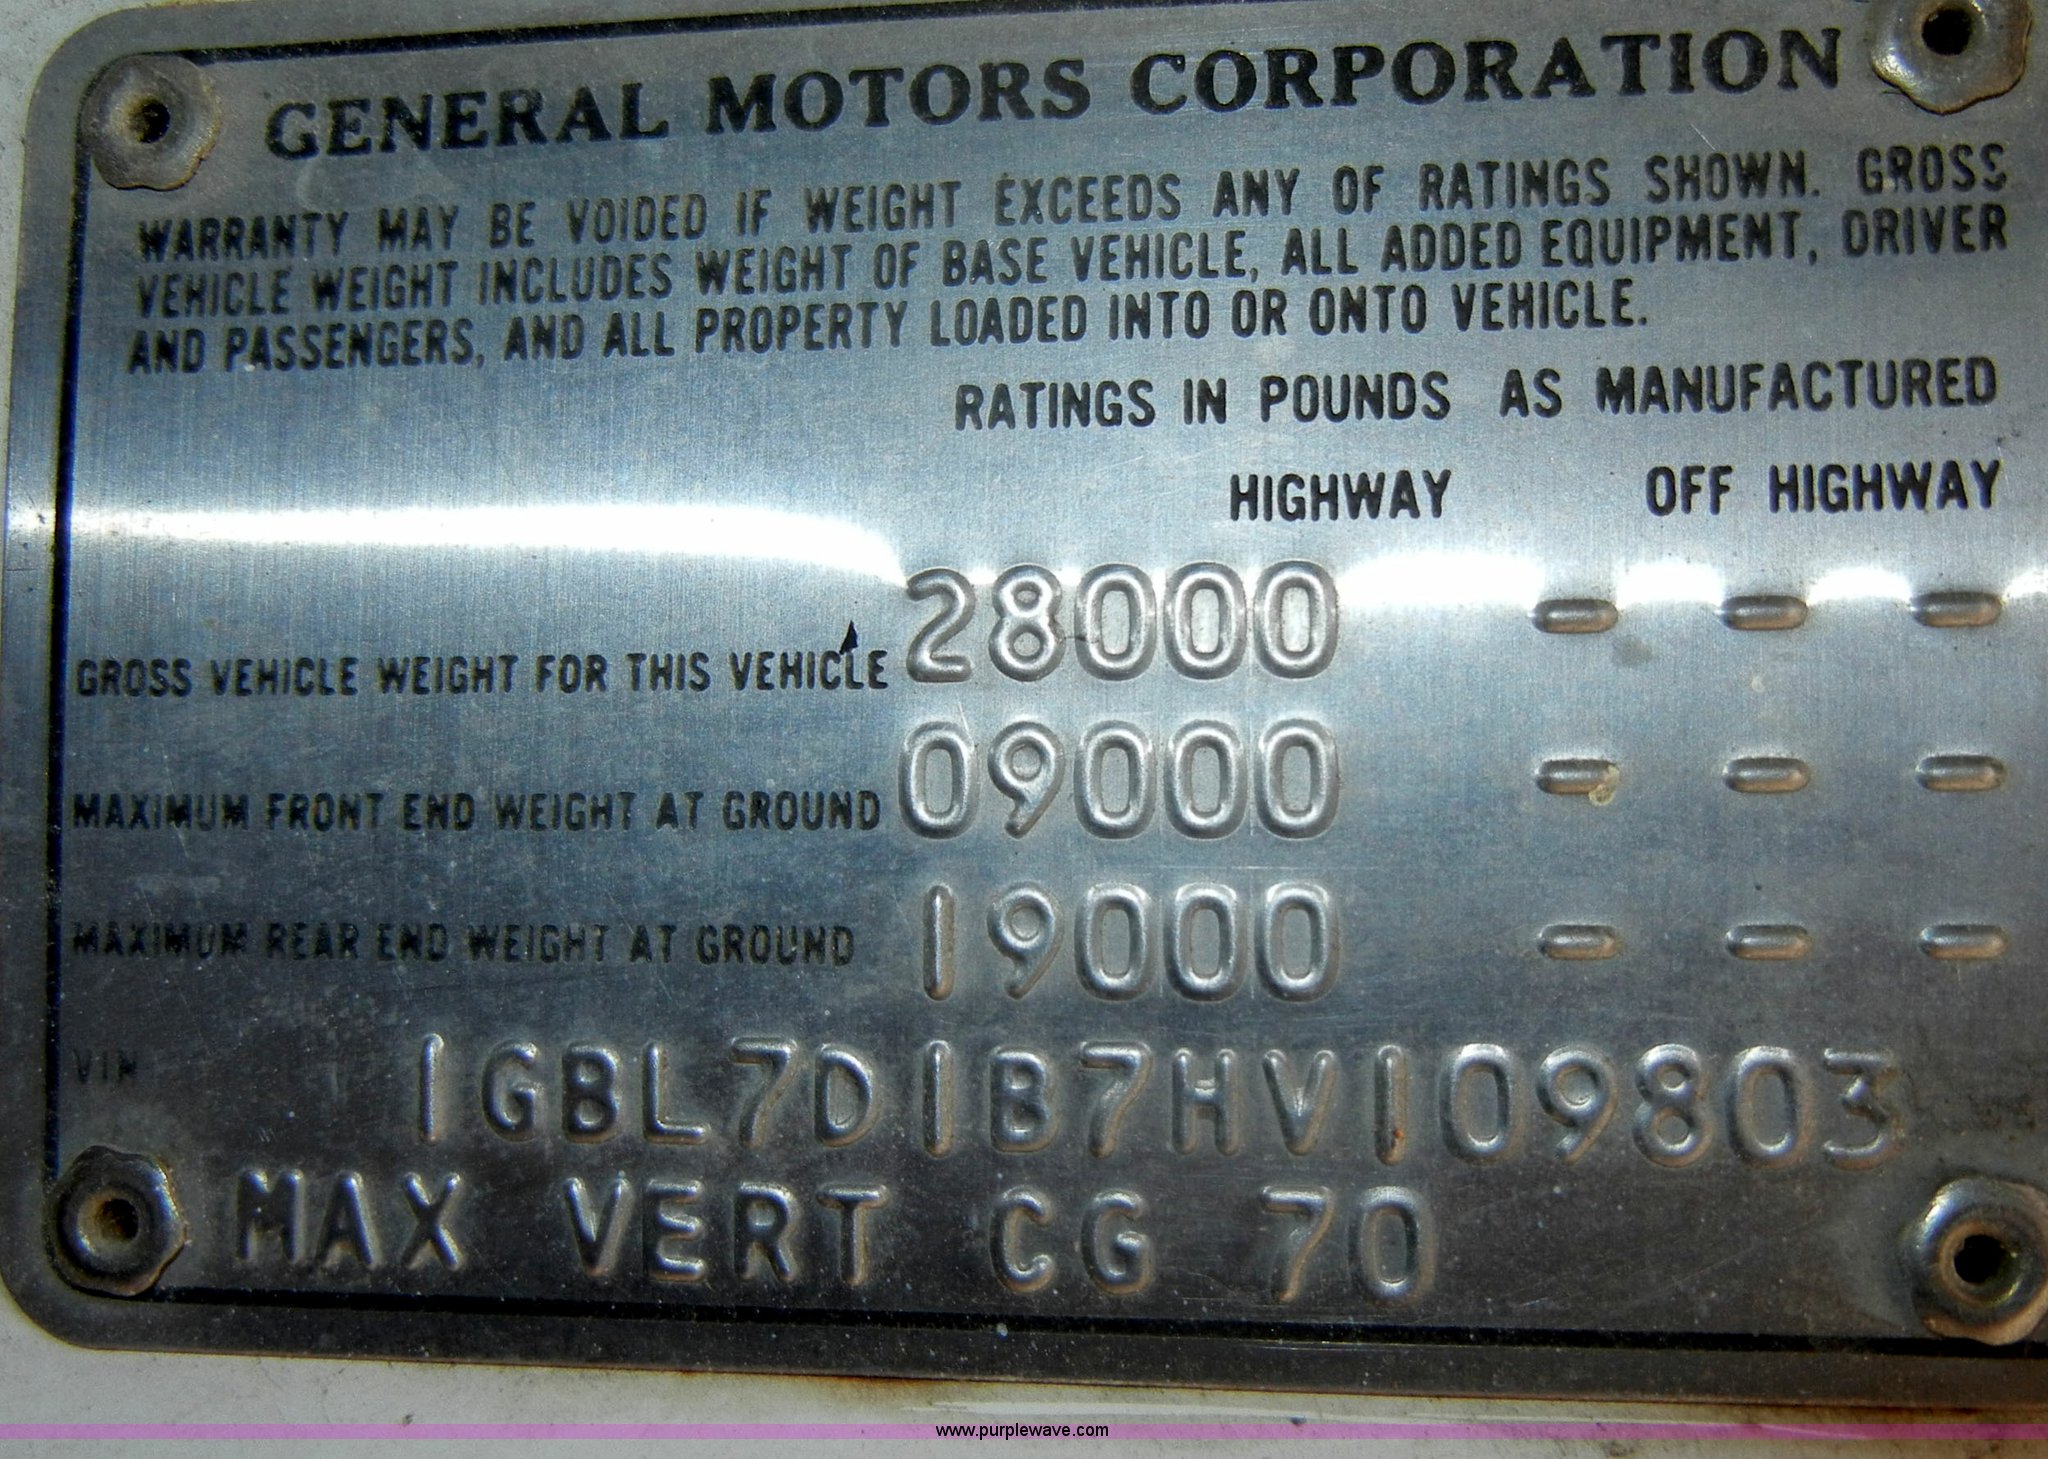 GENERAL MOTORS CORPORATION
WARRANTY MAY BE VOIDED IF WEIGHT EXCEEDS ANY OF RATINGS SHOWN. GROSS
VEHICLE WEIGHT INCLUDES WEIGHT OF BASE VEHICLE, ALL ADDED EQUIPMENT, DRIVER
AND PASSENGERS, AND ALL PROPERTY LOADED INTO OR ONTO VEHICLE.
RATINGS IN POUNDS AS MANUFACTURED
HIGHWAY OFF HIGHWAY
GROSS VEHICLE WEIGHT FOR THIS VEHICLE 28000 - - -
MAXIMUM FRONT END WEIGHT AT GROUND 09000 - - -
MAXIMUM REAR END WEIGHT AT GROUND 19000 - - -
VIN 1GBL7D1B7HV109803
MAX VERT CG 70
www.purplewave.com